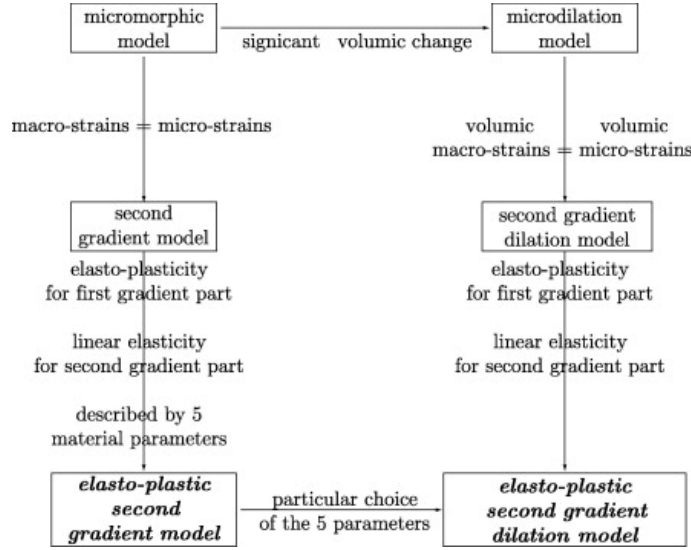 micromorphic
model
signicant volumic change
microdilation
model
macro-strains = micro-strains
volumic volumic
macro-strains = micro-strains
second
gradient model
second gradient
dilation model
elasto-plasticity
for first gradient part
elasto-plasticity
for first gradient part
linear elasticity
for second gradient part
linear elasticity
for second gradient part
described by 5
material parameters
elasto-plastic
second
gradient model
particular choice
of the 5 parameters
elasto-plastic
second gradient
dilation model